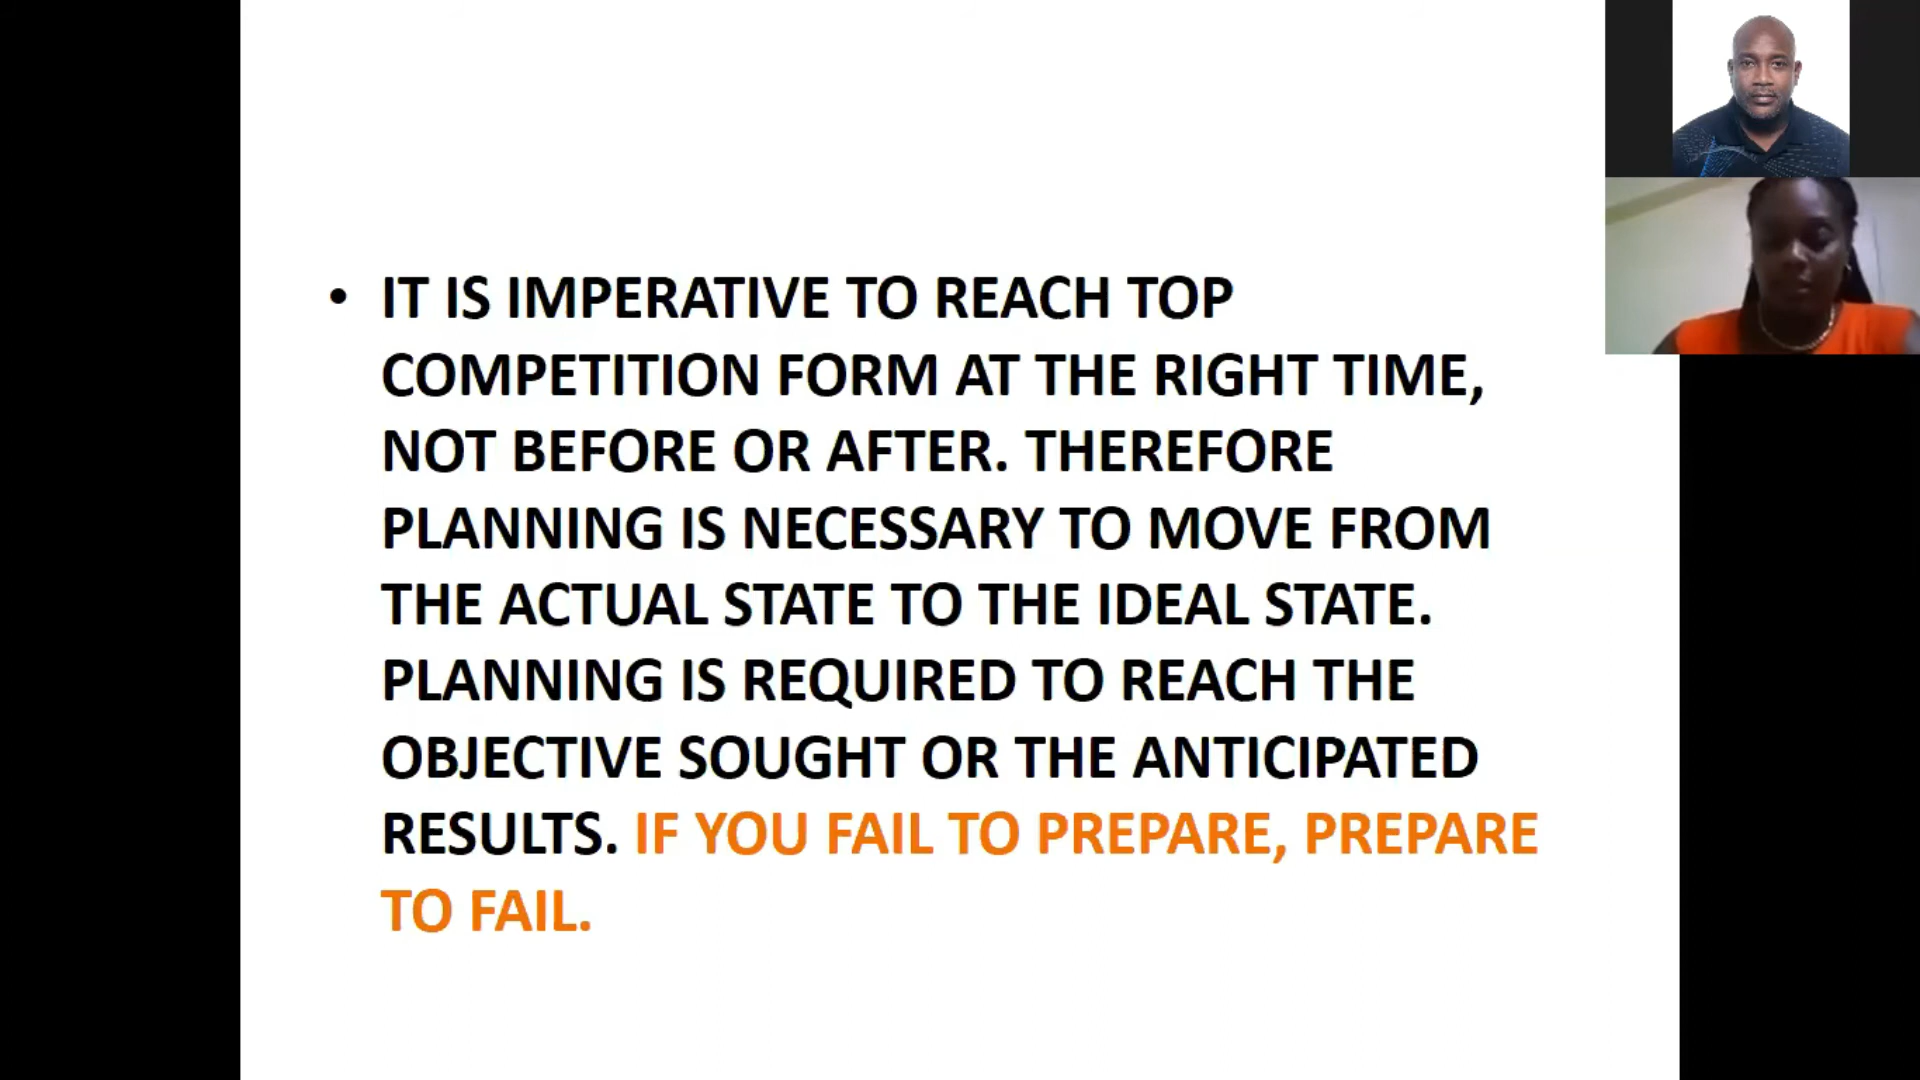 • IT IS IMPERATIVE TO REACH TOP
COMPETITION FORM AT THE RIGHT TIME,
NOT BEFORE OR AFTER. THEREFORE
PLANNING IS NECESSARY TO MOVE FROM
THE ACTUAL STATE TO THE IDEAL STATE.
PLANNING IS REQUIRED TO REACH THE
OBJECTIVE SOUGHT OR THE ANTICIPATED
RESULTS. IF YOU FAIL TO PREPARE, PREPARE
TO FAIL.